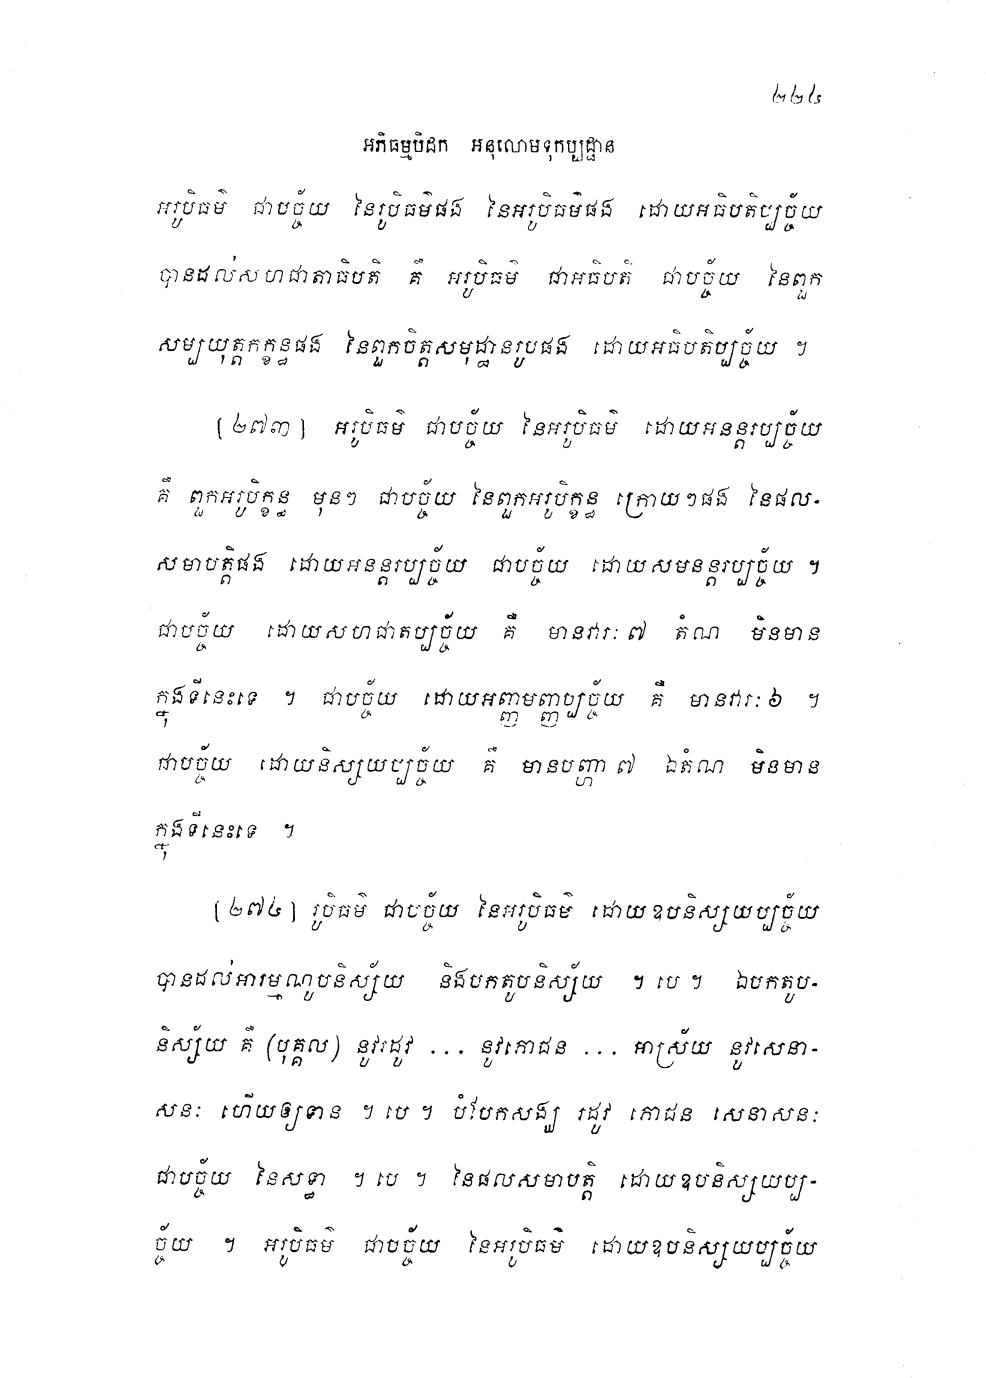 ២២៤
អភិធម្មបិដក អនុលោមទុកប្បដ្ឋាន
អរូបិធម៌ ជាបច្ច័យ នៃរូបិធម៌ផង នៃអរូបិធម៌ផង ដោយអធិបតិប្បច្ច័យ
បានដល់សហជាតាធិបតិ គឺ អរូបិធម៌ ជាអធិបតី ជាបច្ច័យ នៃពួក
សម្បយុត្តកក្ខន្ធផង នៃពួកចិត្តសមុដ្ឋានរូបផង ដោយអធិបតិប្បច្ច័យ ។
[២៧៣] អរូបិធម៌ ជាបច្ច័យ នៃអរូបិធម៌ ដោយអនន្តរប្បច្ច័យ
គឺ ពួកអរូបិក្ខន្ធ មុនៗ ជាបច្ច័យ នៃពួកអរូបិក្ខន្ធ ក្រោយៗផង នៃផល-
សមាបត្តិផង ដោយអនន្តរប្បច្ច័យ ជាបច្ច័យ ដោយសមនន្តរប្បច្ច័យ ។
ជាបច្ច័យ ដោយសហជាតប្បច្ច័យ គឺ មានវារៈ ៧ តំណ មិនមាន
ក្នុងទីនេះទេ ។ ជាបច្ច័យ ដោយអញ្ញមញ្ញប្បច្ច័យ គឺ មានវារៈ ៦ ។
ជាបច្ច័យ ដោយនិស្សយប្បច្ច័យ គឺ មានបញ្ហា ៧ ឯតំណ មិនមាន
ក្នុងទីនេះទេ ។
[២៧៤] រូបិធម៌ ជាបច្ច័យ នៃអរូបិធម៌ ដោយឧបនិស្សយប្បច្ច័យ
បានដល់អារម្មណូបនិស្ស័យ និងបកតូបនិស្ស័យ ។ បេ ។ ឯបកតូប-
និស្ស័យ គឺ (បុគ្គល) នូវរដូវ ... នូវភោជន ... អាស្រ័យ នូវសេនា-
សនៈ ហើយឲ្យទាន ។ បេ ។ បំបែកសង្ឃ រដូវ ភោជន សេនាសនៈ
ជាបច្ច័យ នៃសទ្ធា ។ បេ ។ នៃផលសមាបត្តិ ដោយឧបនិស្សយប្ប-
ច្ច័យ ។ អរូបិធម៌ ជាបច្ច័យ នៃអរូបិធម៌ ដោយឧបនិស្សយប្បច្ច័យ